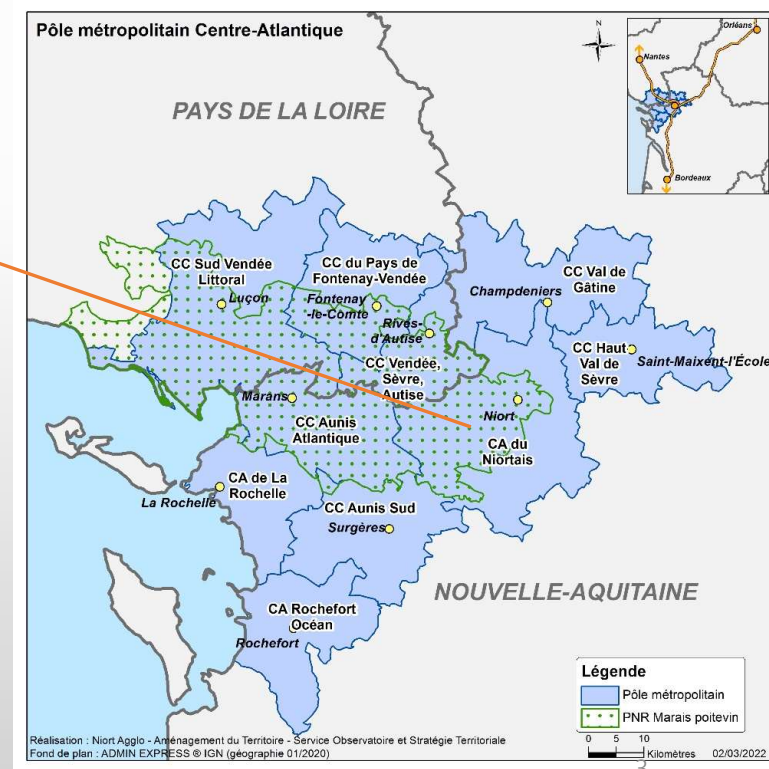 Pôle métropolitain Centre-Atlantique
N
Orléans
Nantes
Bordeaux
PAYS DE LA LOIRE
CC Sud Vendée
Littoral
Luçon
CC du Pays de
Fontenay-Vendée
Fontenay
-le-Comte
Rives-
d'Autise
Champdeniers
CC Val de
Gâtine
CC Haut
Val de
Sèvre
Saint-Maixent-l'École
CC Vendée,
Sèvre,
Autise
Marans
CC Aunis
Atlantique
Niort
CA du
Niortais
CA de La
Rochelle
La Rochelle
CC Aunis Sud
Surgères
NOUVELLE-AQUITAINE
CA Rochefort
Océan
Rochefort
Légende
Pôle métropolitain
PNR Marais poitevin
0 5 10
Kilomètres
02/03/2022
Réalisation : Niort Agglo - Aménagement du Territoire - Service Observatoire et Stratégie Territoriale
Fond de plan : ADMIN EXPRESS ® IGN (géographie 01/2020)